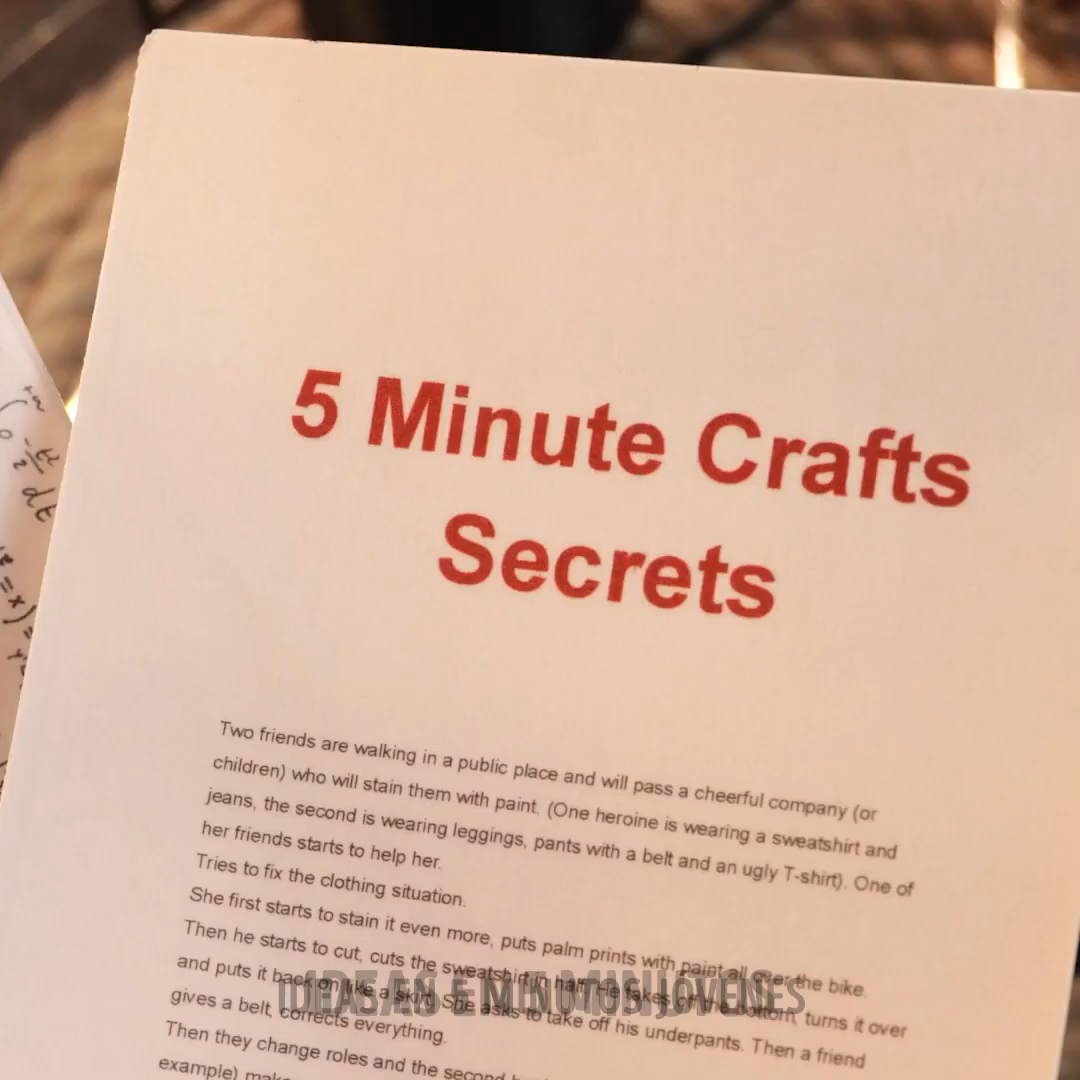 5 Minute Crafts
Secrets
Two friends are walking in a public place and will pass a cheerful company (or
children) who will stain them with paint. (One heroine is wearing a sweatshirt and
jeans, the second is wearing leggings, pants with a belt and an ugly T-shirt). One of
her friends starts to help her.
Tries to fix the clothing situation.
She first starts to stain it even more, puts palm prints with paint all over the bike.
Then he starts to cut, cuts the sweatshirt in half. He takes off the bottom, turns it over
and puts it back on like a skirt. She asks to take off his underpants. Then a friend
gives a belt, corrects everything.
Then they change roles and the second
example)
IDEAS EN 5 MINUTOS JÓVENES